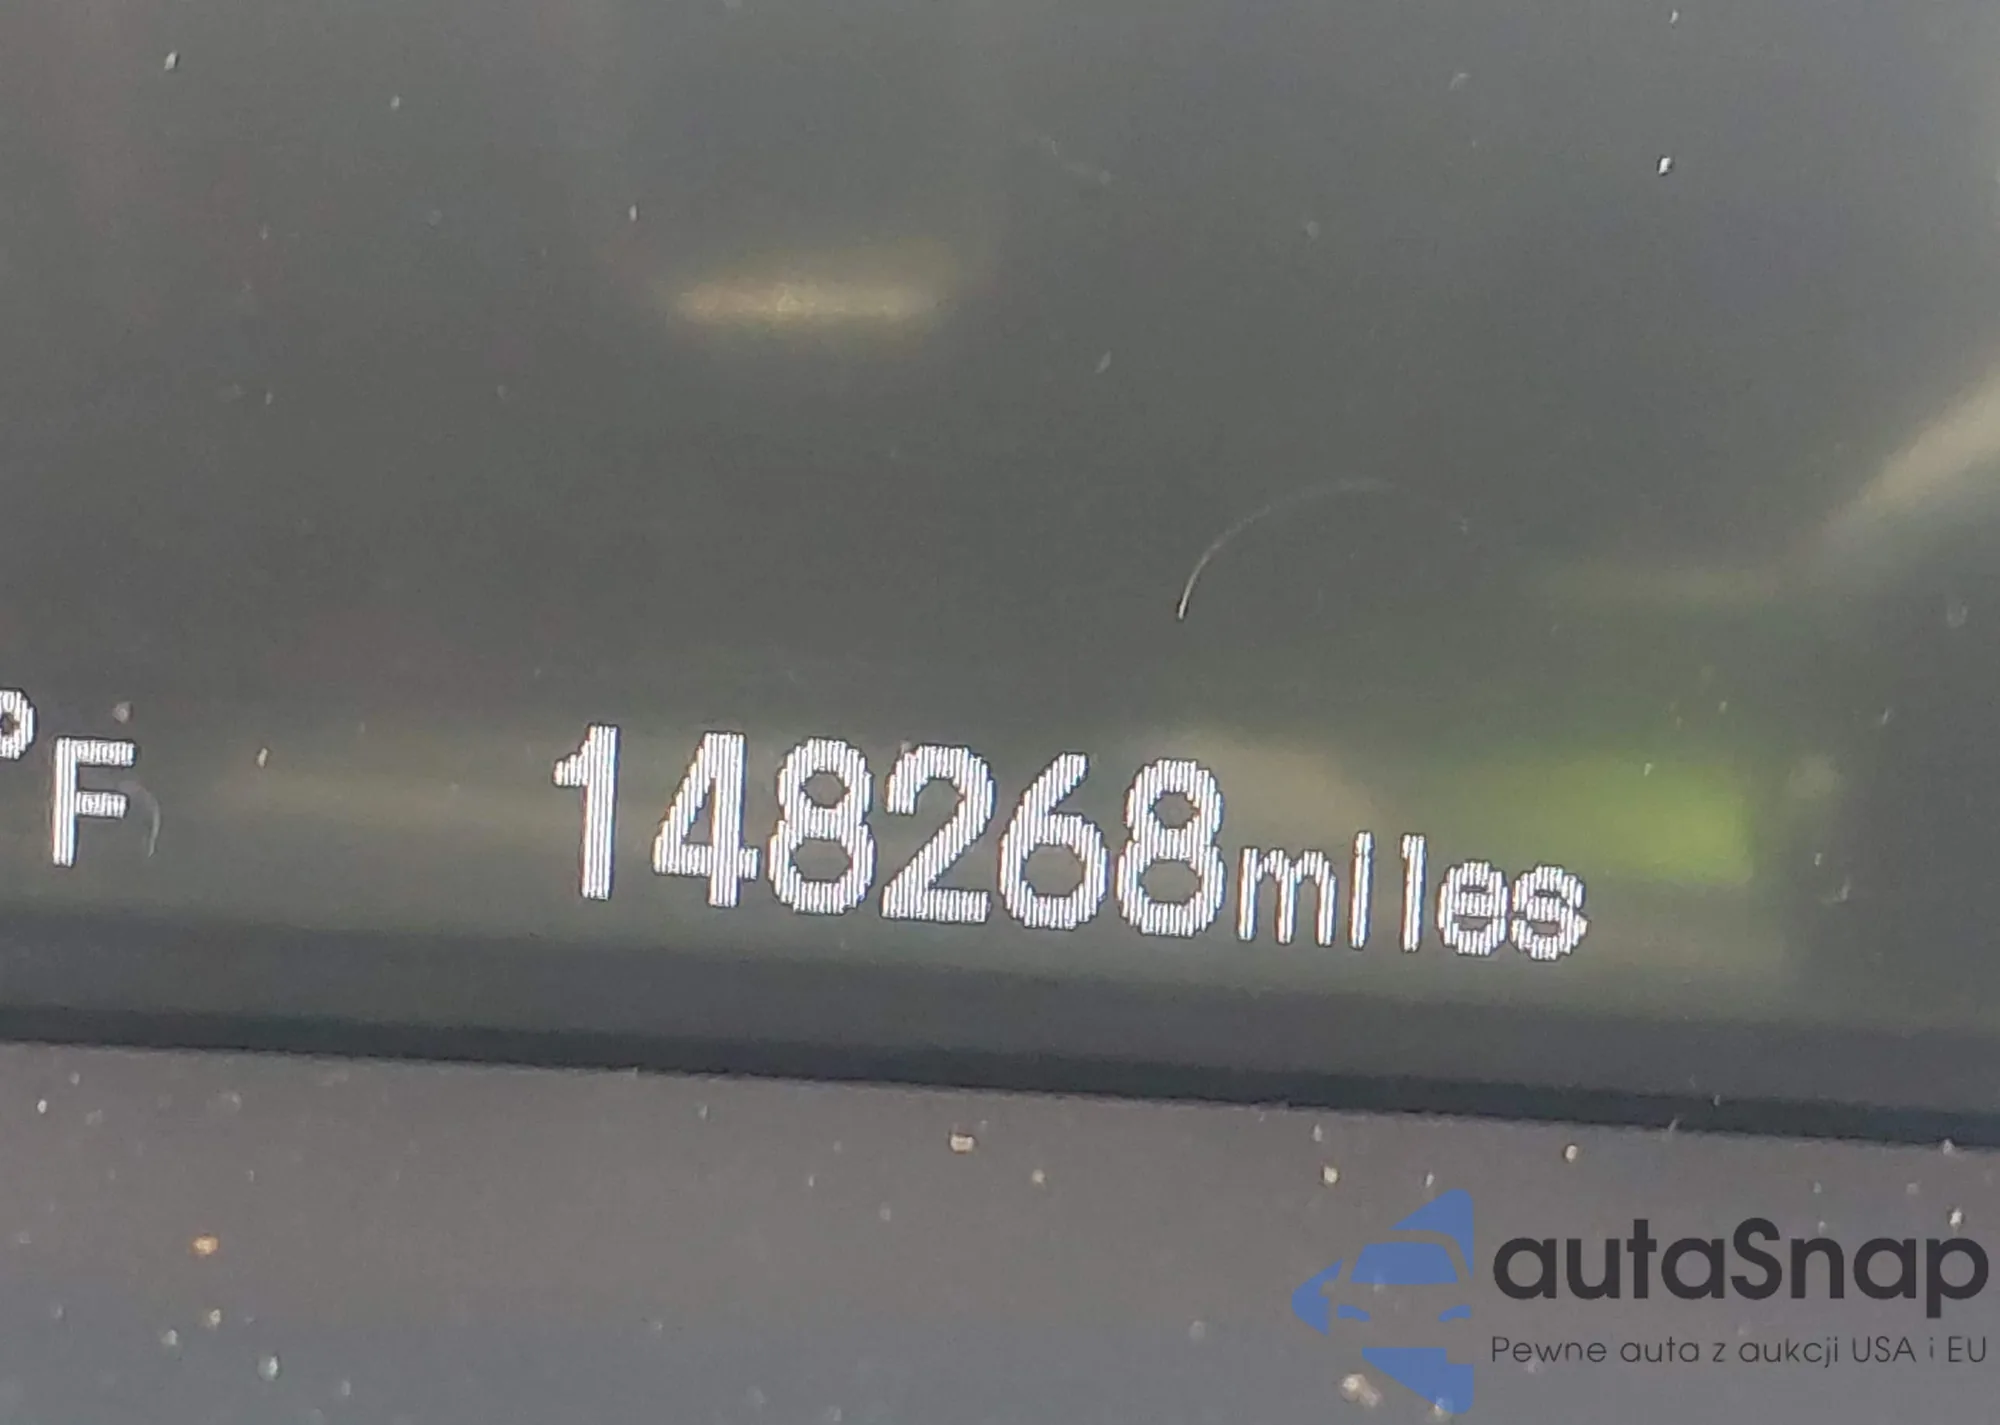 °F 148268miles
autaSnap
Pewne auta z aukcji USA i EU